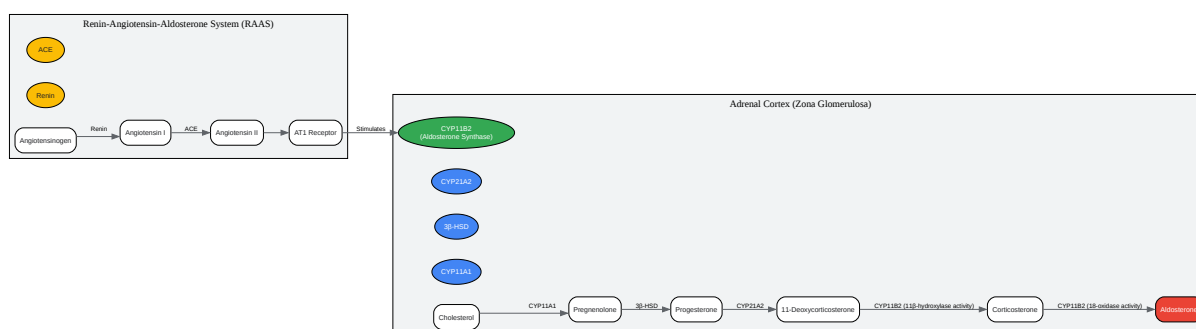 Renin-Angiotensin-Aldosterone System (RAAS)
ACE
Renin
Angiotensinogen
Renin
Angiotensin I
ACE
Angiotensin II
AT1 Receptor
Stimulates
Adrenal Cortex (Zona Glomerulosa)
CYP11B2
(Aldosterone Synthase)
CYP21A2
3β-HSD
CYP11A1
Cholesterol
CYP11A1
Pregnenolone
3β-HSD
Progesterone
CYP21A2
11-Deoxycorticosterone
CYP11B2 (11β-hydroxylase activity)
Corticosterone
CYP11B2 (18-oxidase activity)
Aldosterone